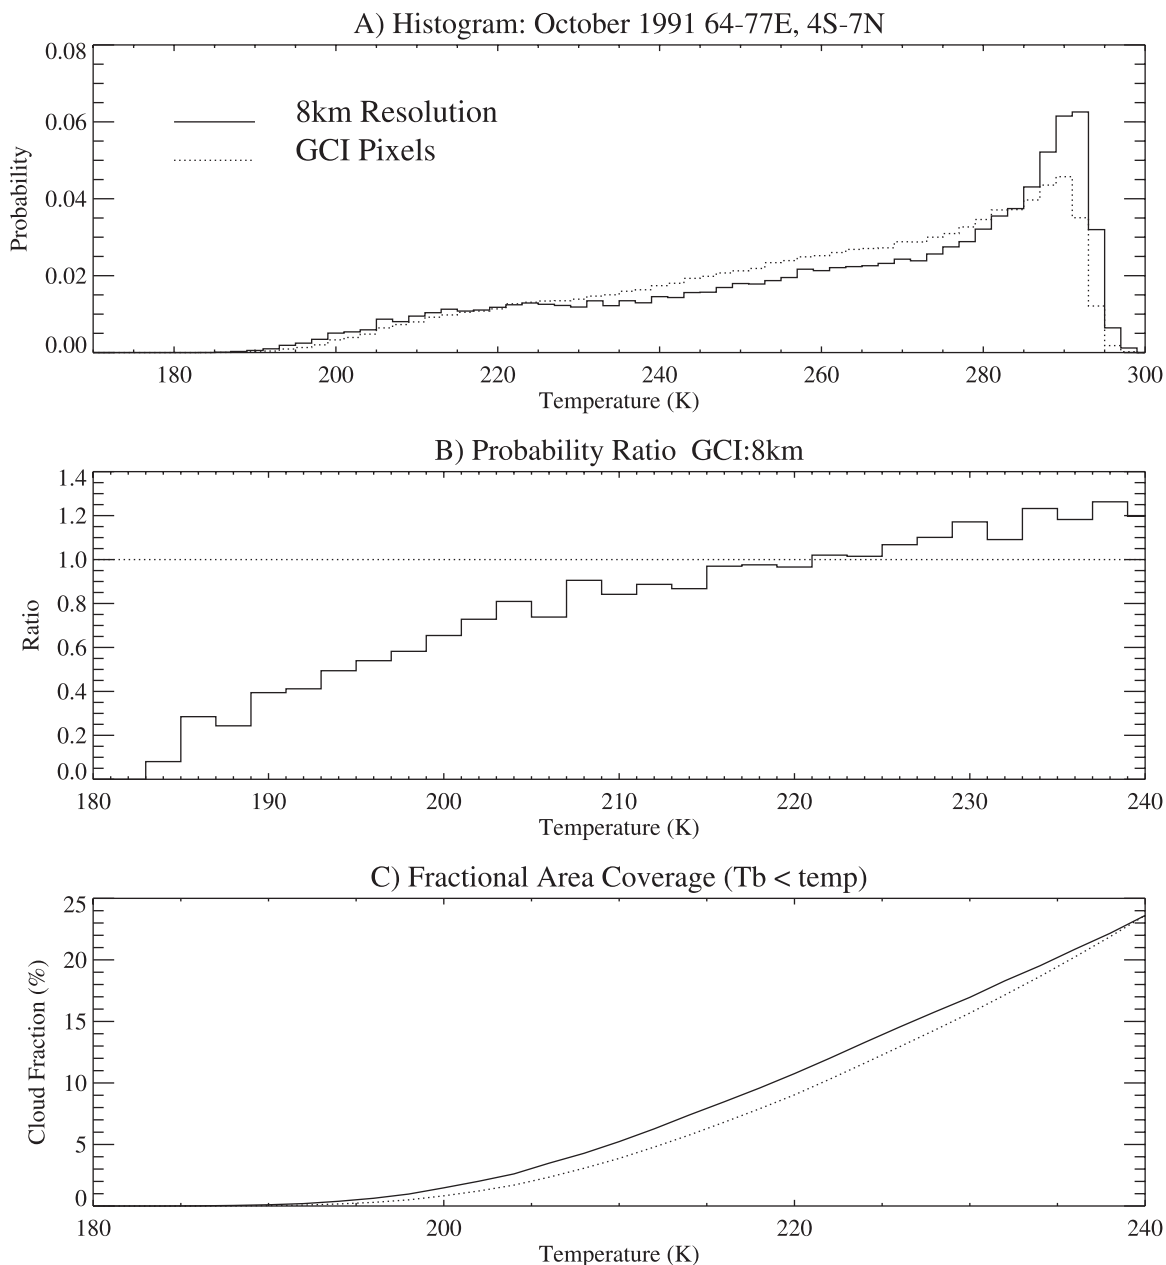 A) Histogram: October 1991 64-77E, 4S-7N
0.08
0.06
0.04
0.02
0.00
Probability
8km Resolution
GCI Pixels
180 200 220 240 260 280 300
Temperature (K)
B) Probability Ratio GCI:8km
1.4
1.2
1.0
0.8
0.6
0.4
0.2
0.0
Ratio
180 190 200 210 220 230 240
Temperature (K)
C) Fractional Area Coverage (Tb < temp)
25
20
15
10
5
0
Cloud Fraction (%)
180 200 220 240
Temperature (K)